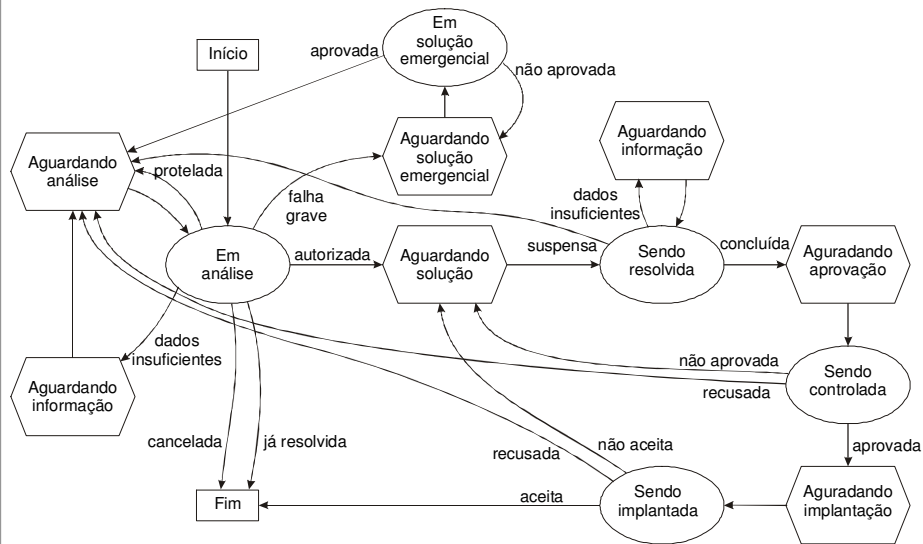 Em
solução
emergencial
aprovada
Início
não aprovada
Aguardando
solução
emergencial
Aguardando
informação
Aguardando
análise
protelada
falha
grave
dados
insuficientes
Em
análise
autorizada
Aguardando
solução
suspensa
Sendo
resolvida
concluída
Aguradando
aprovação
dados
insuficientes
Aguardando
informação
não aprovada
recusada
Sendo
controlada
cancelada
já resolvida
recusada
não aceita
aprovada
Fim
aceita
Sendo
implantada
Aguradando
implantação